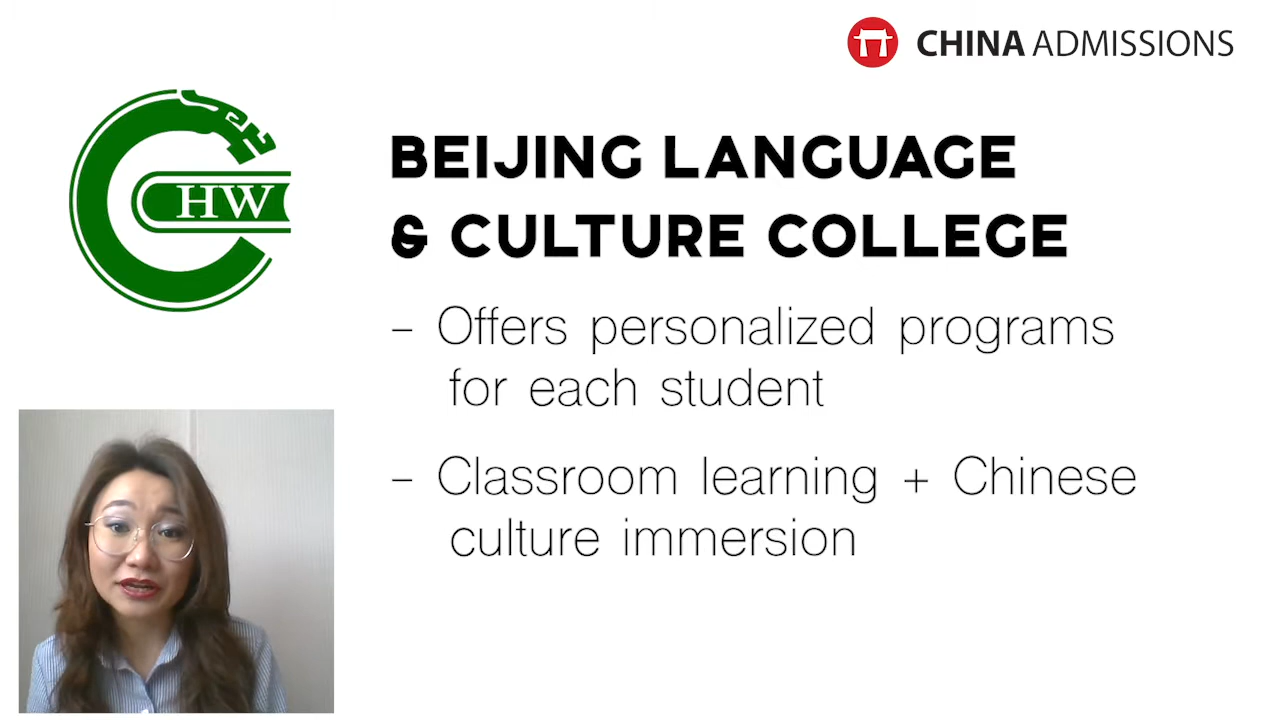 CHINA ADMISSIONS
HW
BEIJING LANGUAGE
& CULTURE COLLEGE
- Offers personalized programs
for each student
- Classroom learning + Chinese
culture immersion